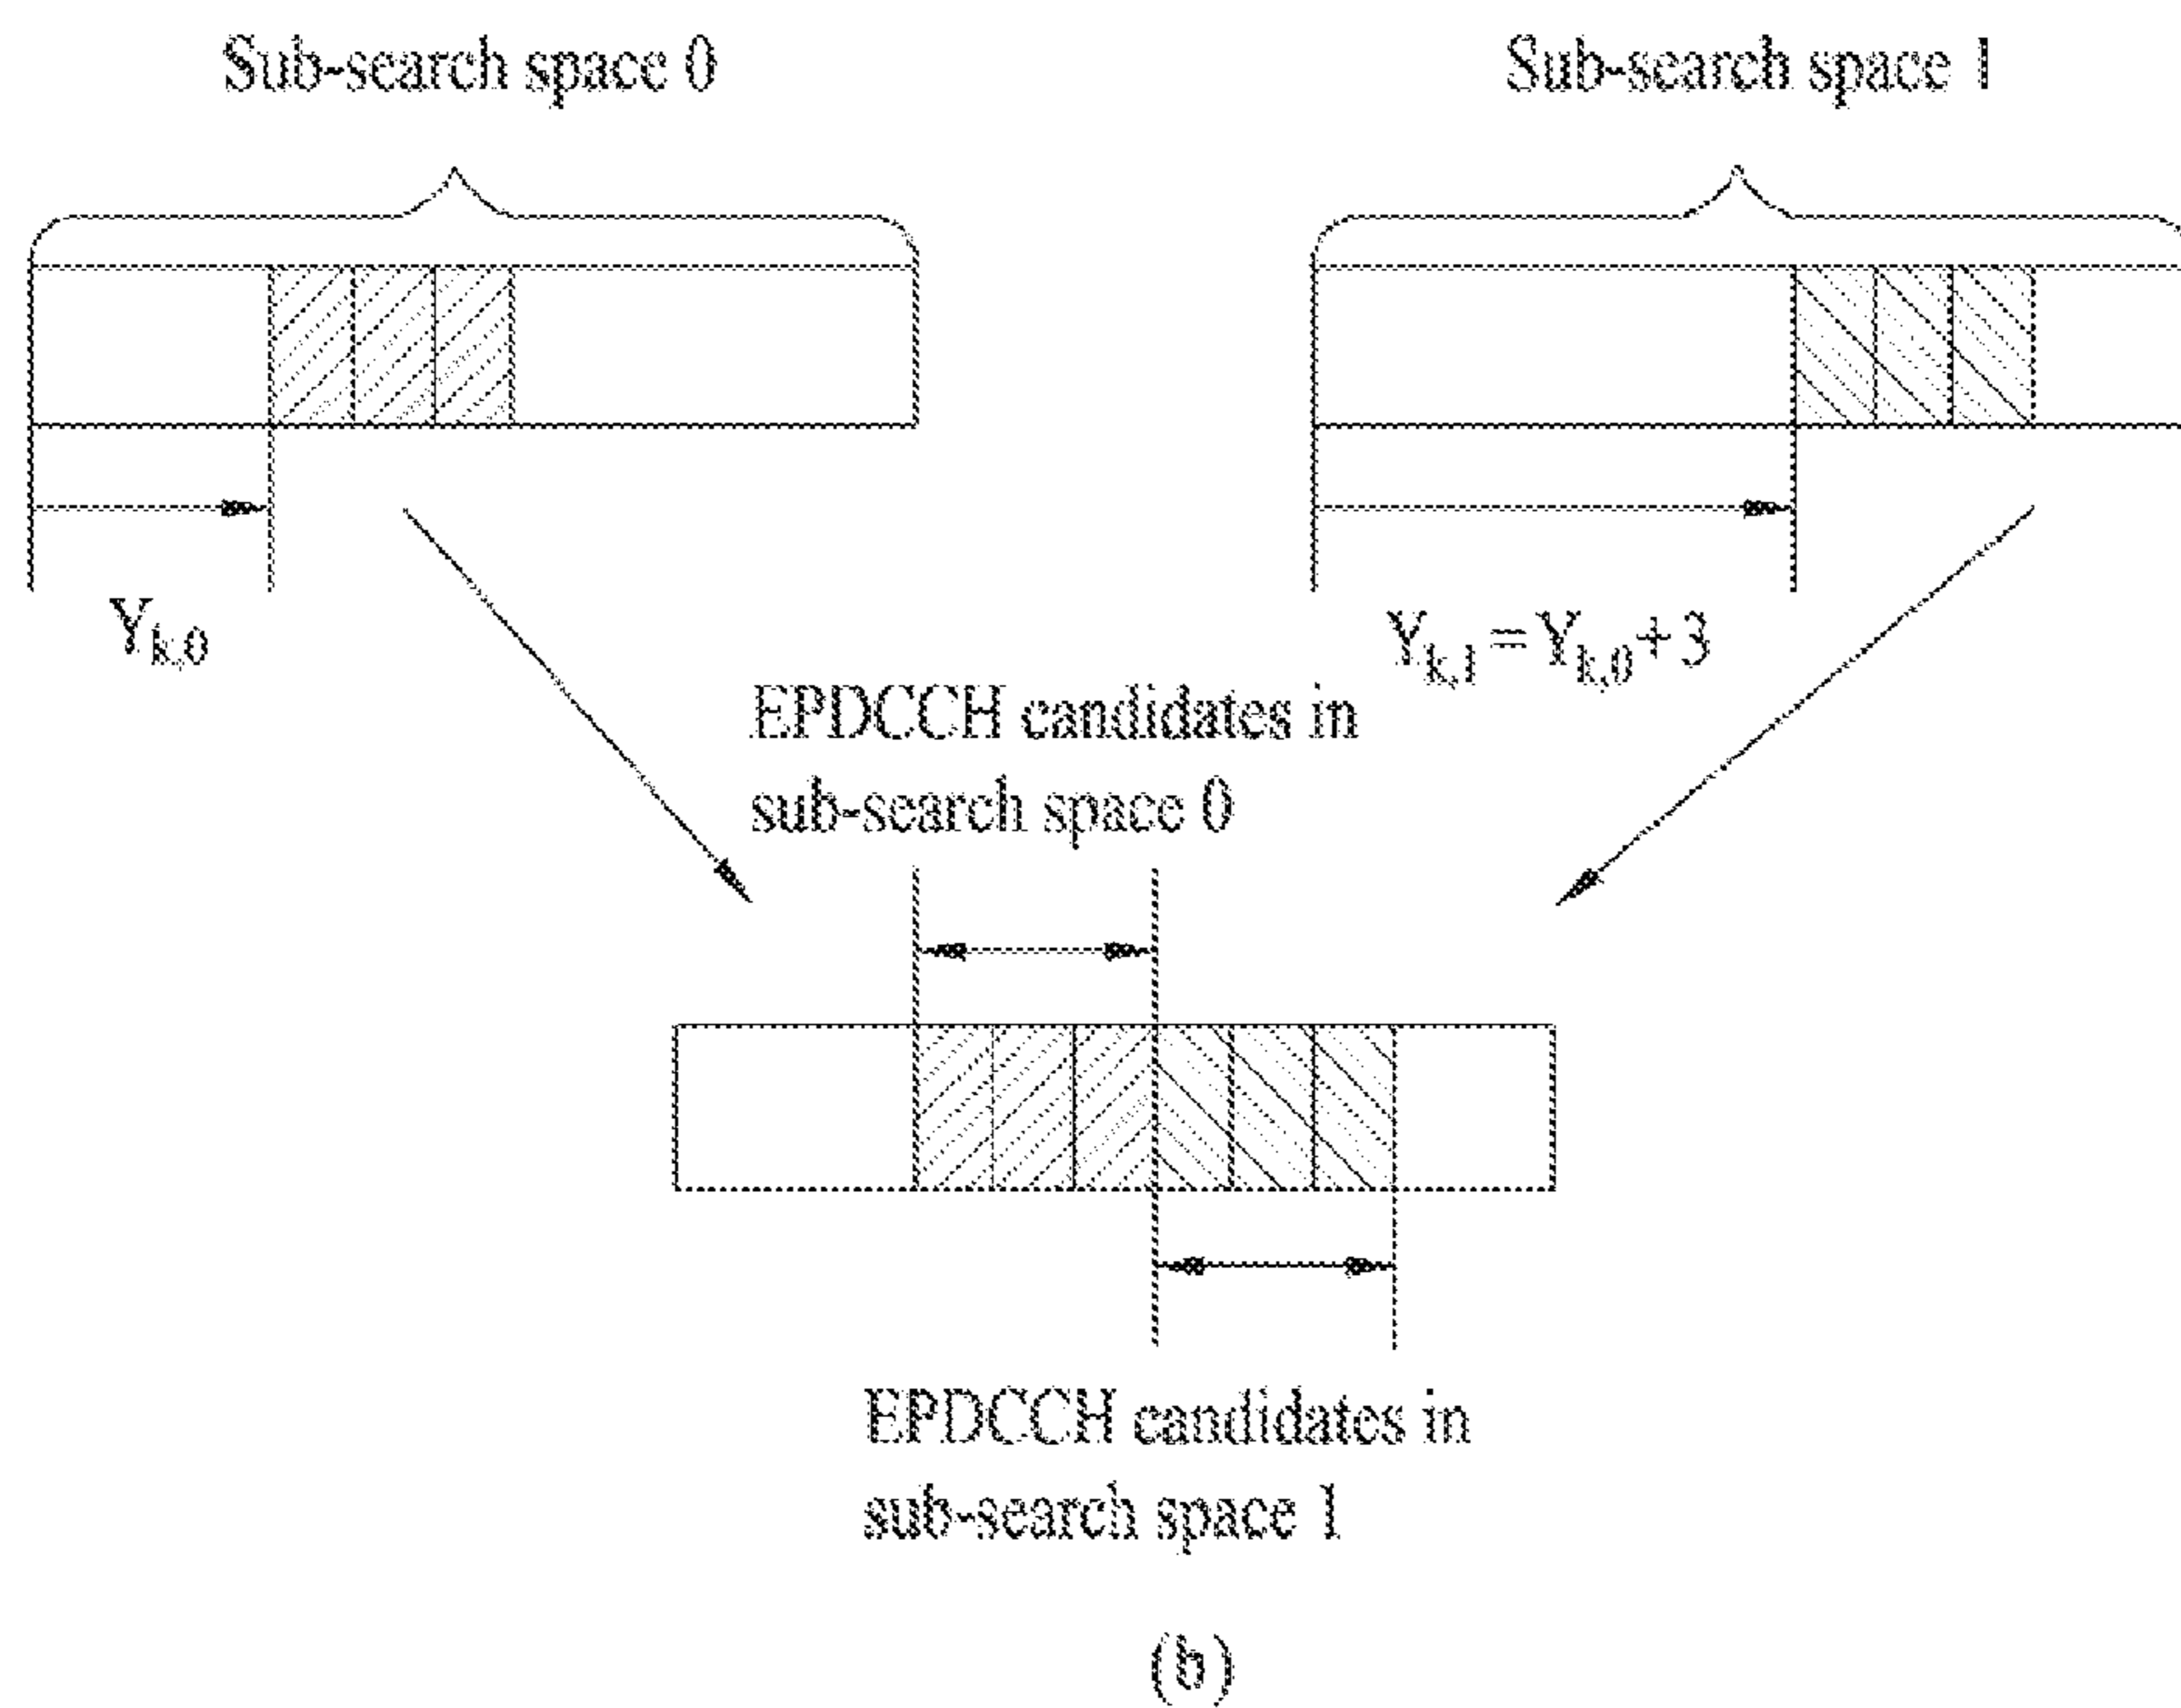 Sub-search space 0
Sub-search space 1
Yk,0
Yk,1=Yk,0+3
EPDCCH candidates in
sub-search space 0
EPDCCH candidates in
sub-search space 1
(b)